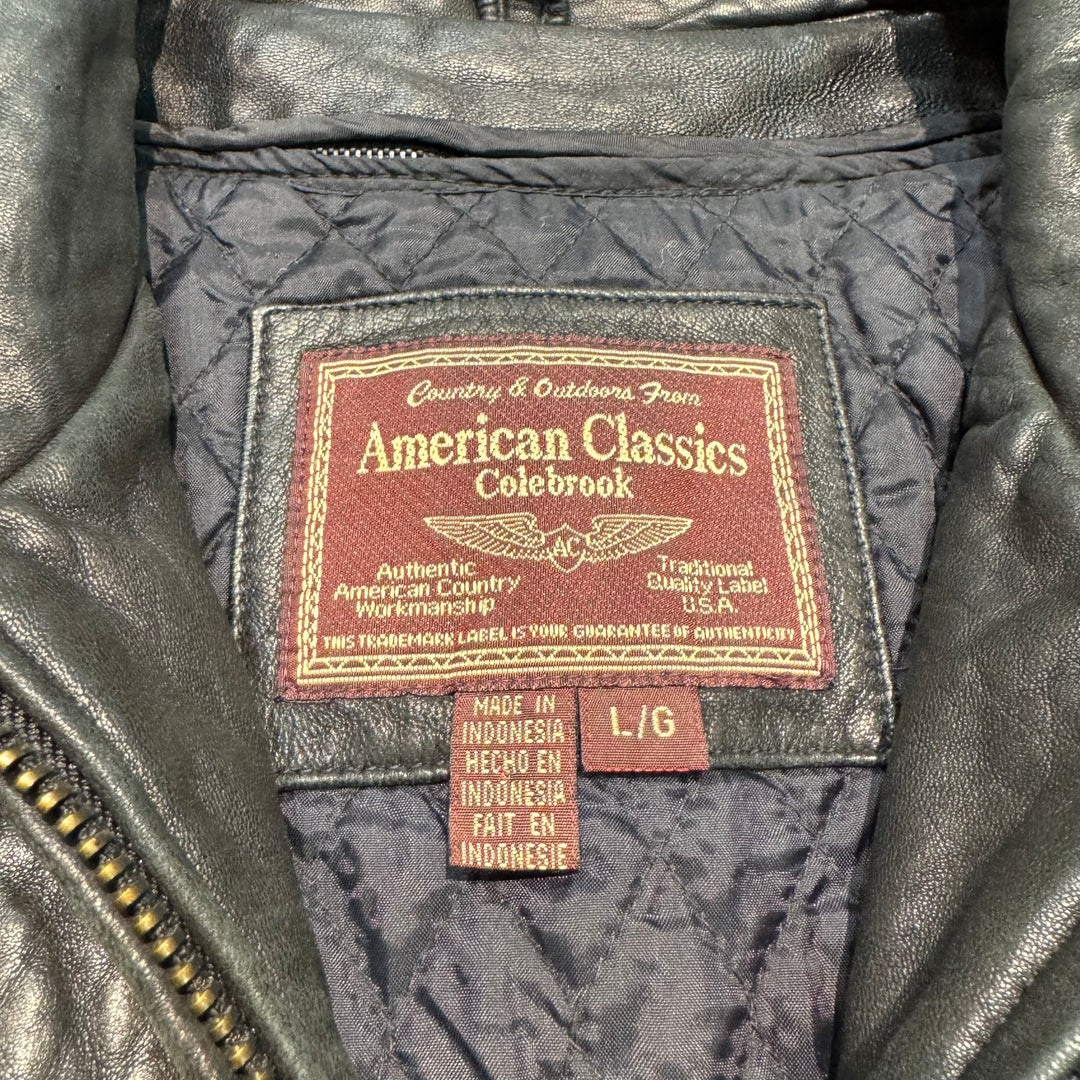 Country & Outdoors From
American Classics
Colebrook
AC
Authentic
American Country
Workmanship
Traditional
Quality Label
U.S.A.
THIS TRADEMARK LABEL IS YOUR GUARANTEE OF AUTHENTICITY
MADE IN
INDONESIA
HECHO EN
INDONESIA
FAIT EN
INDONESIE
L/G